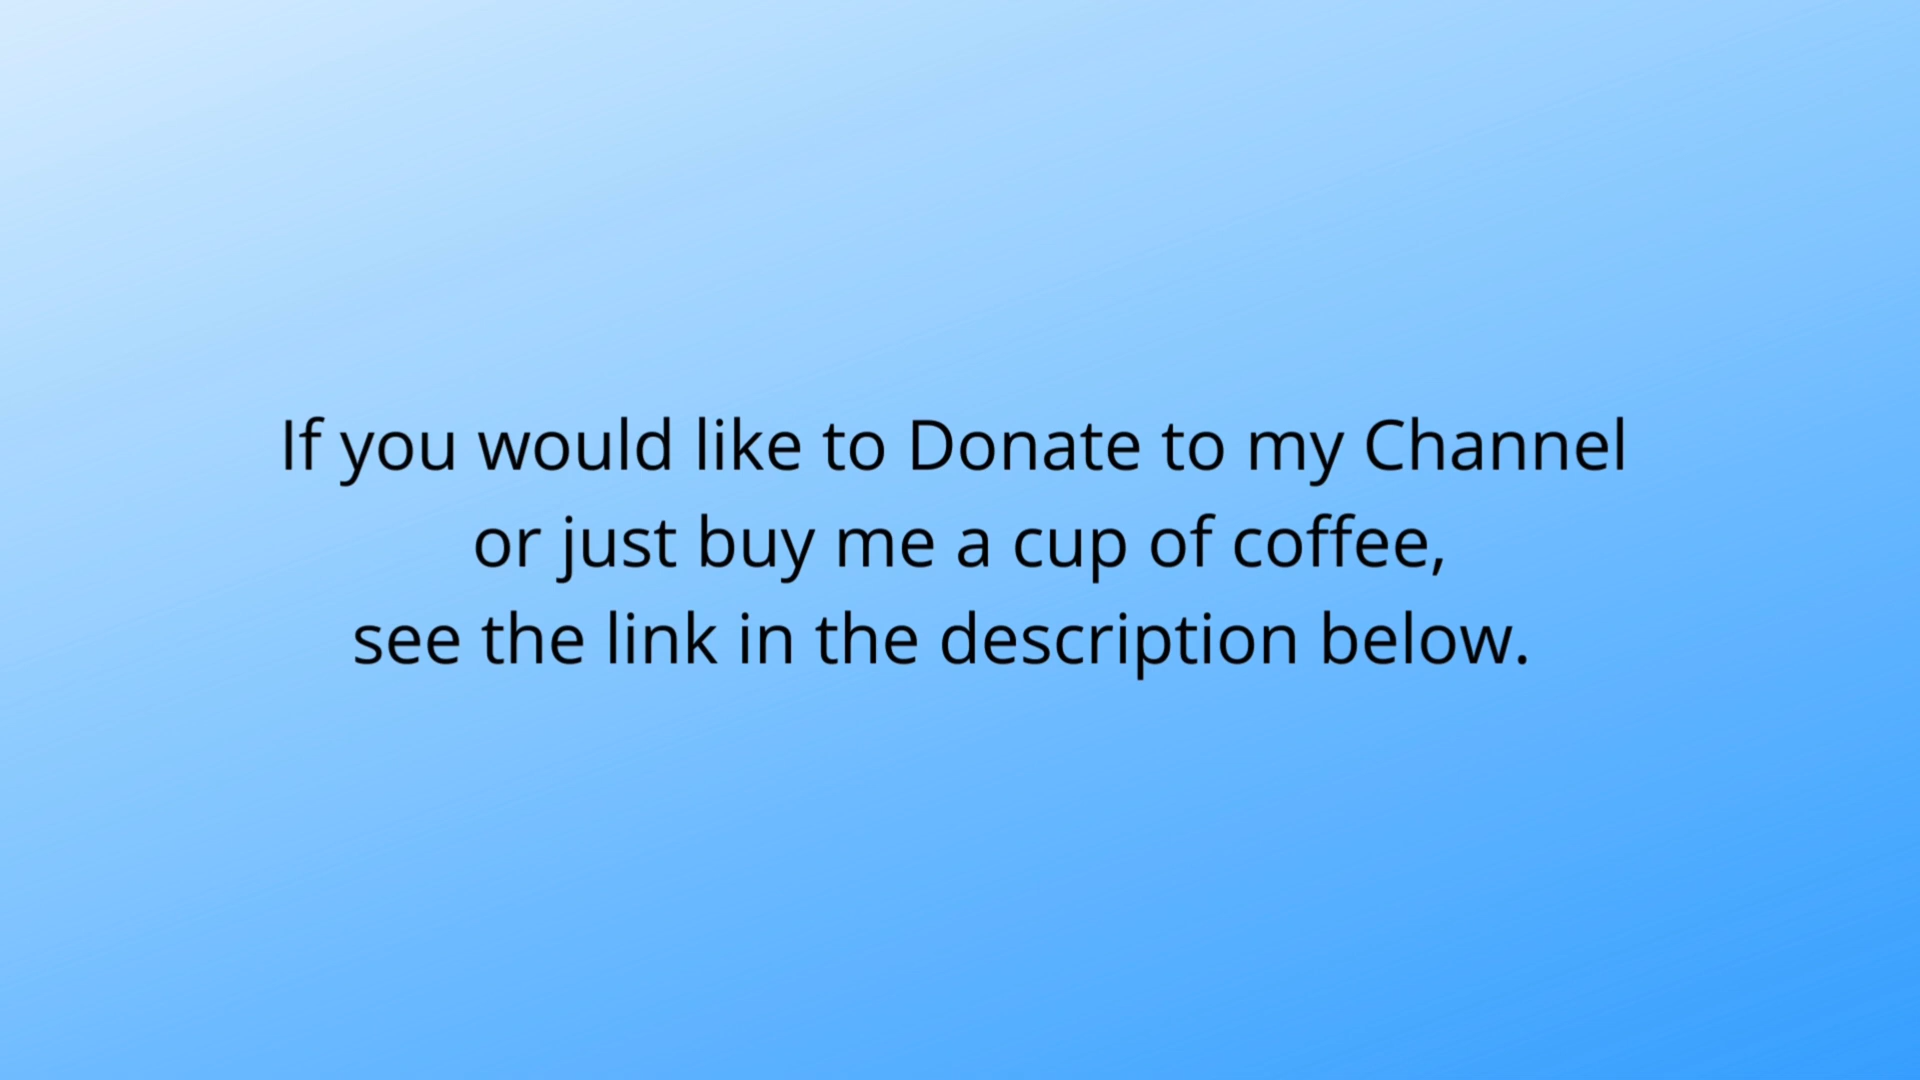 If you would like to Donate to my Channel
or just buy me a cup of coffee,
see the link in the description below.